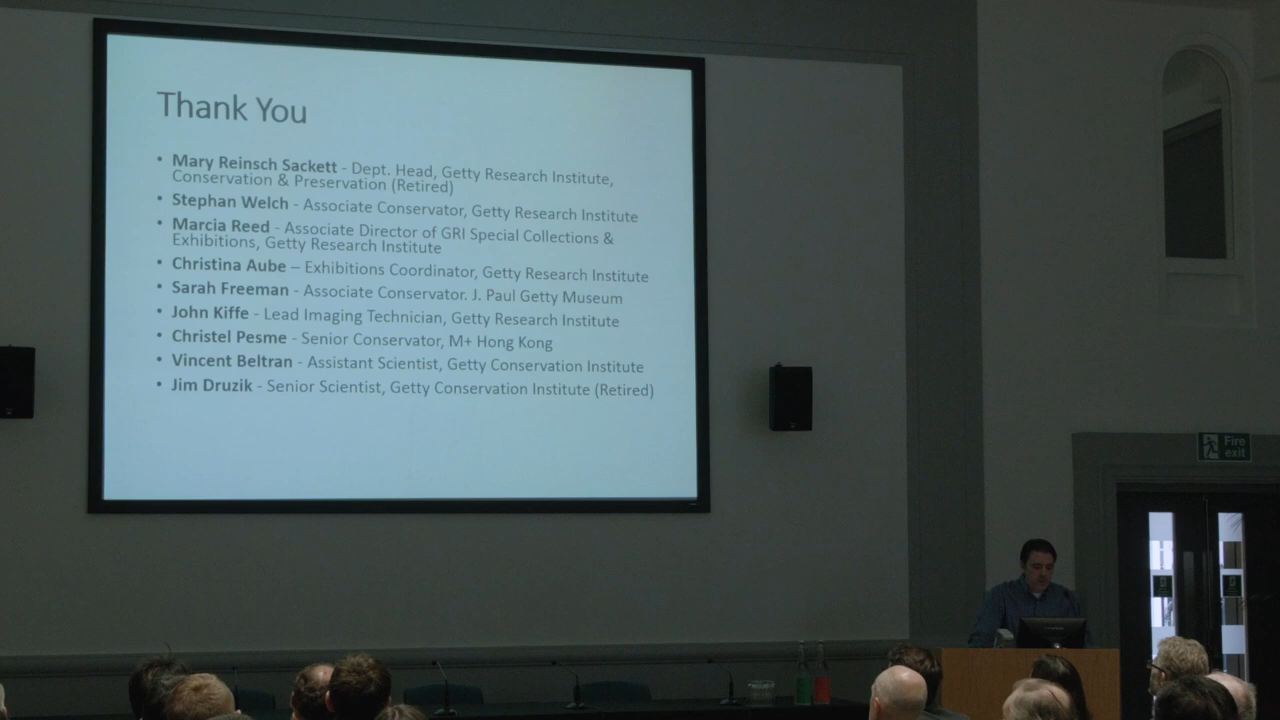 Thank You
• Mary Reinsch Sackett - Dept. Head, Getty Research Institute,
Conservation & Preservation (Retired)
• Stephan Welch - Associate Conservator, Getty Research Institute
• Marcia Reed - Associate Director of GRI Special Collections &
Exhibitions, Getty Research Institute
• Christina Aube – Exhibitions Coordinator, Getty Research Institute
• Sarah Freeman - Associate Conservator. J. Paul Getty Museum
• John Kiffe - Lead Imaging Technician, Getty Research Institute
• Christel Pesme - Senior Conservator, M+ Hong Kong
• Vincent Beltran - Assistant Scientist, Getty Conservation Institute
• Jim Druzik - Senior Scientist, Getty Conservation Institute (Retired)
Fire
exit